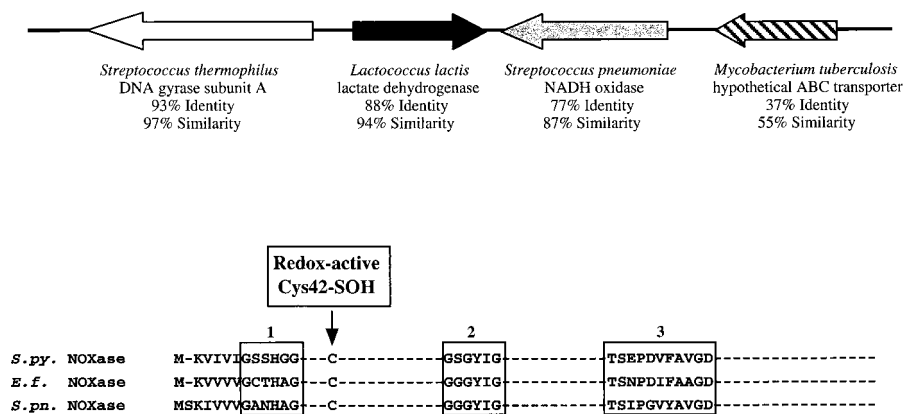 Streptococcus thermophilus
DNA gyrase subunit A
93% Identity
97% Similarity
Lactococcus lactis
lactate dehydrogenase
88% Identity
94% Similarity
Streptococcus pneumoniae
NADH oxidase
77% Identity
87% Similarity
Mycobacterium tuberculosis
hypothetical ABC transporter
37% Identity
55% Similarity
Redox-active
Cys42-SOH
1 2 3
S.py. NOXase M-KVIVIGSSHGG--C-----------GSGYIG----------TSEPDVFAVGD----------------
E.f. NOXase M-KVVVVGCTHAG--C-----------GGGYIG----------TSNPDIFAAGD----------------
S.pn. NOXase MSKIVVVGANHAG--C-----------GGGYIG----------TSIPGVYAVGD----------------